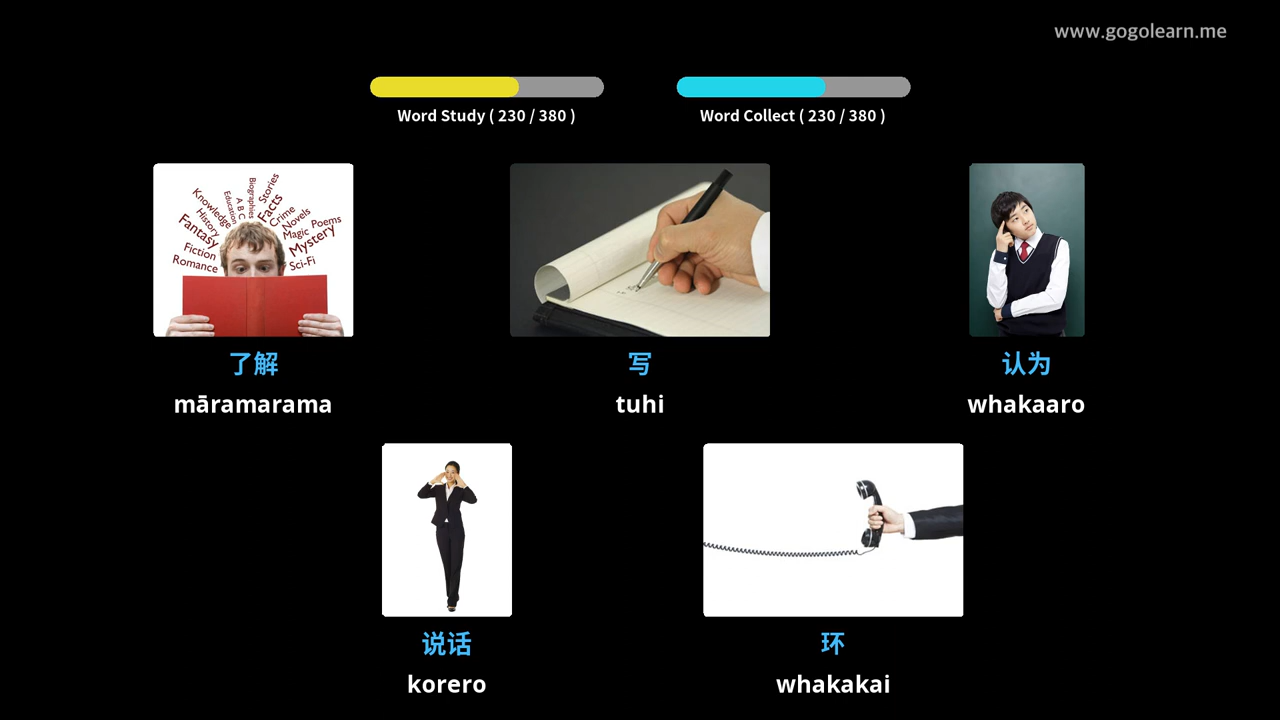 www.gogolearn.me
Word Study ( 230 / 380 )
Word Collect ( 230 / 380 )
Knowledge
History
Fantasy
Fiction
Romance
Education
A B C
Biographies
Stories
Facts
Crime
Novels
Magic
Poems
Mystery
Sci-Fi
了解
写
认为
māramarama
tuhi
whakaaro
说话
环
korero
whakakai